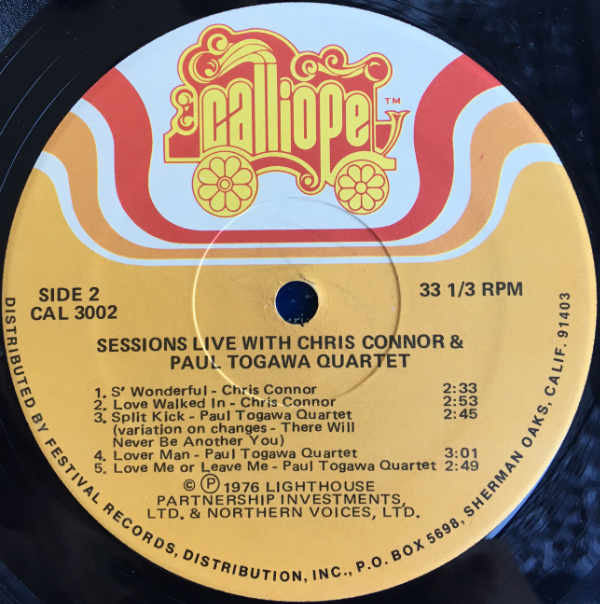 calliope
TM
SIDE 2
CAL 3002
33 1/3 RPM
SESSIONS LIVE WITH CHRIS CONNOR &
PAUL TOGAWA QUARTET
1. S' Wonderful - Chris Connor 2:33
2. Love Walked In - Chris Connor 2:53
3. Split Kick - Paul Togawa Quartet 2:45
(variation on changes - There Will
Never Be Another You)
4. Lover Man - Paul Togawa Quartet 3:01
5. Love Me or Leave Me - Paul Togawa Quartet 2:49
© Ⓟ 1976 LIGHTHOUSE
PARTNERSHIP INVESTMENTS,
LTD. & NORTHERN VOICES, LTD.
DISTRIBUTED BY FESTIVAL RECORDS, DISTRIBUTION, INC., P.O. BOX 5698, SHERMAN OAKS, CALIF. 91403